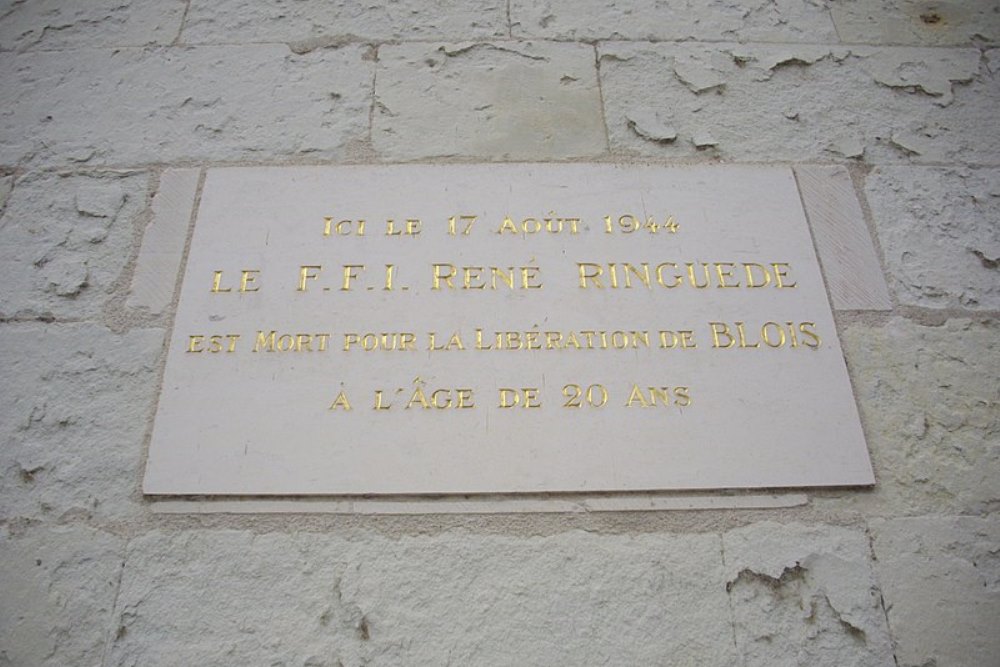 Ici le 17 Août 1944
le F.F.I. René RINGUEDE
est Mort pour la Libération de BLOIS
à l'Âge de 20 Ans